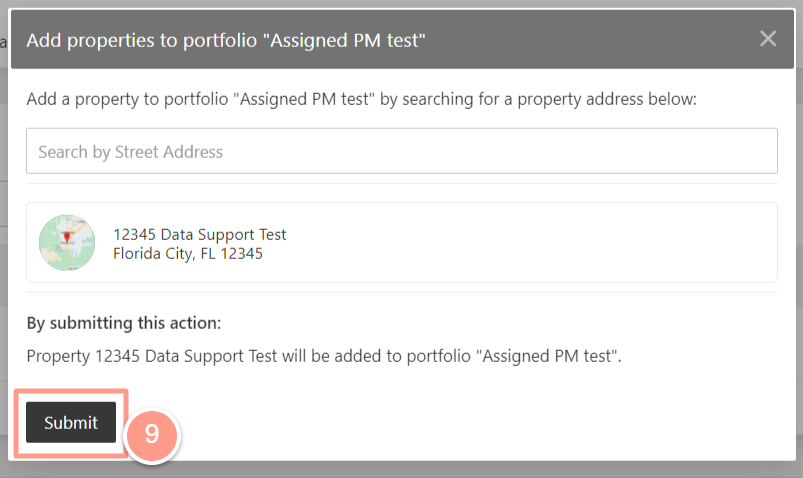 Add properties to portfolio "Assigned PM test"
Add a property to portfolio "Assigned PM test" by searching for a property address below:
Search by Street Address
12345 Data Support Test
Florida City, FL 12345
By submitting this action:
Property 12345 Data Support Test will be added to portfolio "Assigned PM test".
Submit
9